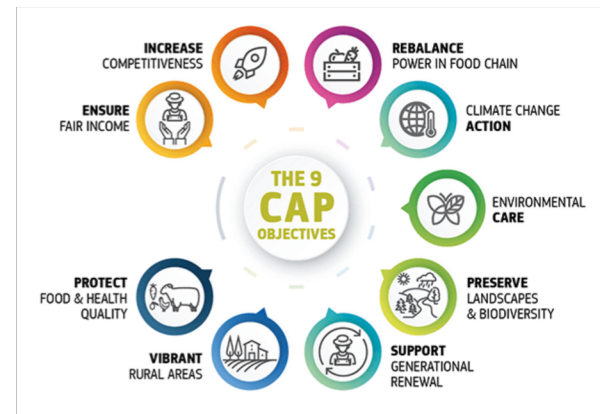 THE 9
CAP
OBJECTIVES
ENSURE
FAIR INCOME
INCREASE
COMPETITIVENESS
REBALANCE
POWER IN FOOD CHAIN
CLIMATE CHANGE
ACTION
ENVIRONMENTAL
CARE
PRESERVE
LANDSCAPES
& BIODIVERSITY
SUPPORT
GENERATIONAL
RENEWAL
VIBRANT
RURAL AREAS
PROTECT
FOOD & HEALTH
QUALITY